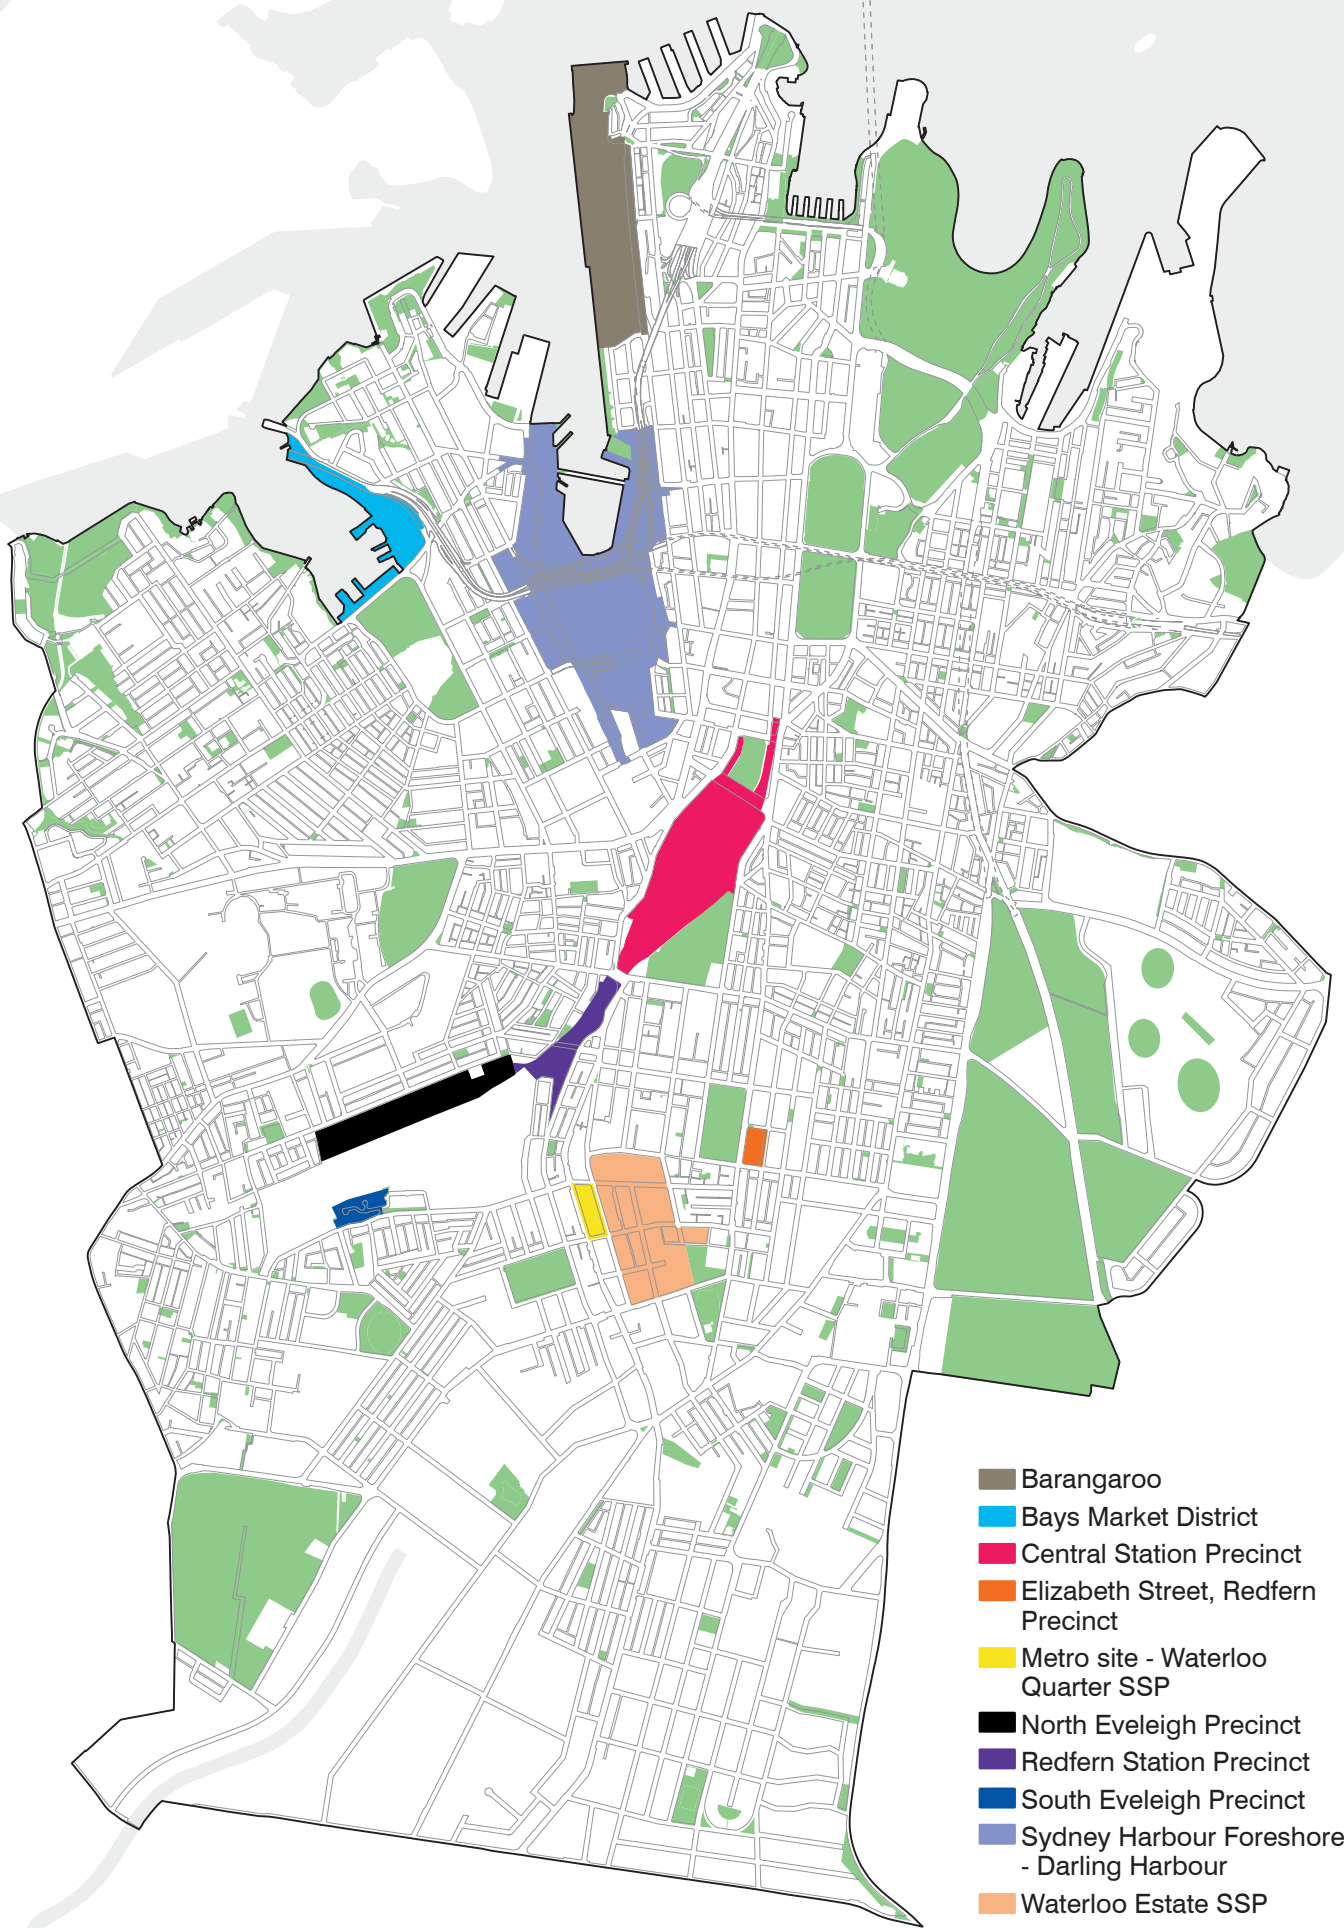 Barangaroo
Bays Market District
Central Station Precinct
Elizabeth Street, Redfern
Precinct
Metro site - Waterloo
Quarter SSP
North Eveleigh Precinct
Redfern Station Precinct
South Eveleigh Precinct
Sydney Harbour Foreshore
- Darling Harbour
Waterloo Estate SSP